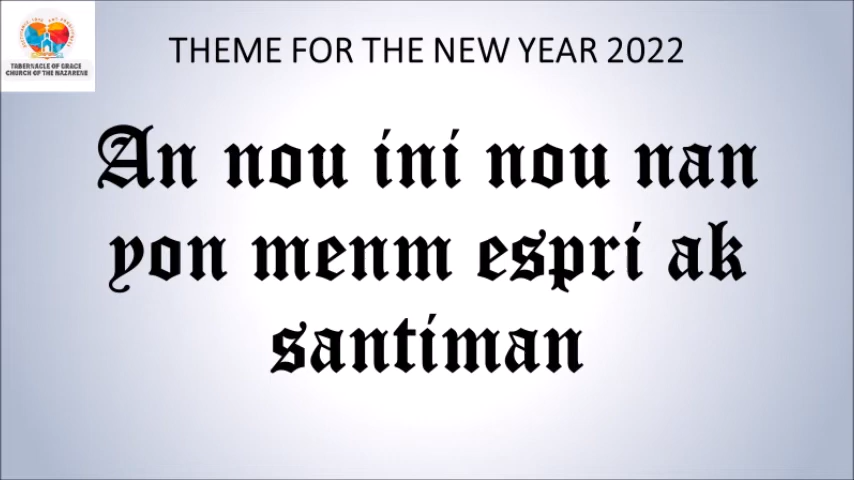 TABERNACLE OF GRACE
CHURCH OF THE NAZARENE
THEME FOR THE NEW YEAR 2022
An nou ini nou nan
yon menm espri ak
santiman